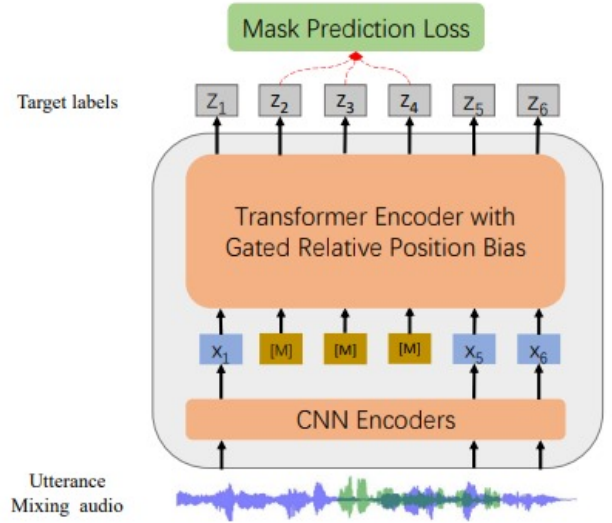 Mask Prediction Loss
Target labels
Z₁ Z₂ Z₃ Z₄ Z₅ Z₆
Transformer Encoder with
Gated Relative Position Bias
X₁ [M] [M] [M] X₅ X₆
CNN Encoders
Utterance
Mixing audio